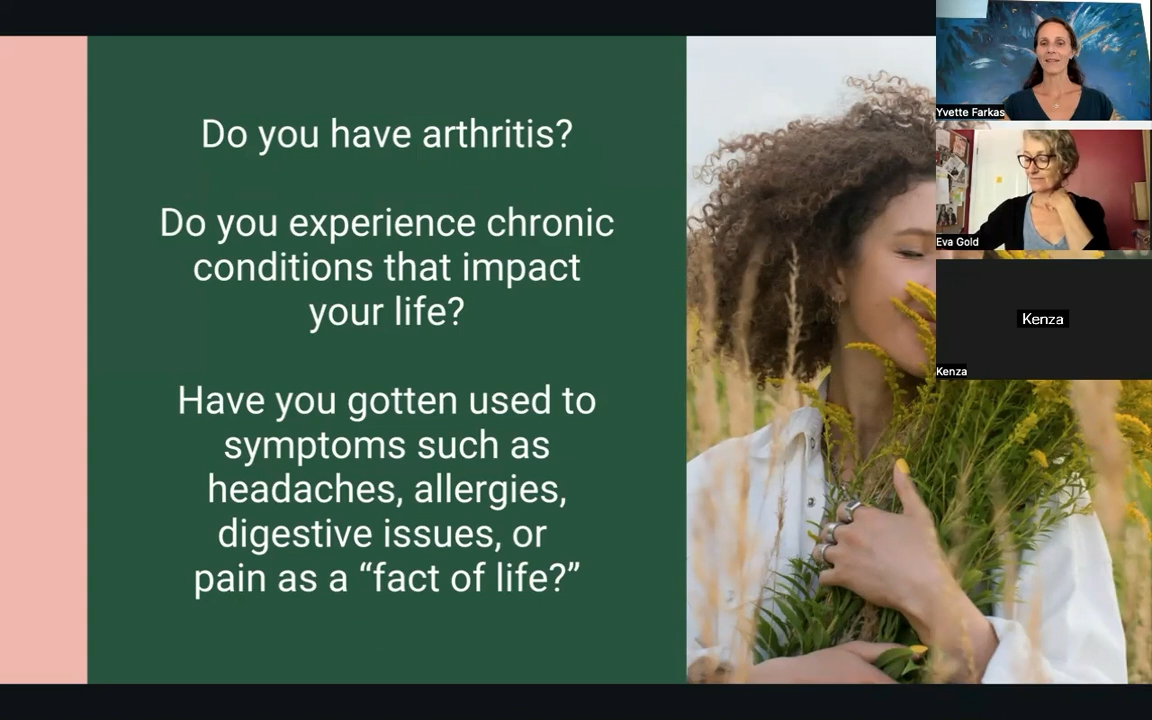 Do you have arthritis?
Do you experience chronic
conditions that impact
your life?
Have you gotten used to
symptoms such as
headaches, allergies,
digestive issues, or
pain as a “fact of life?”
Yvette Farkas
Eva Gold
Kenza
Kenza